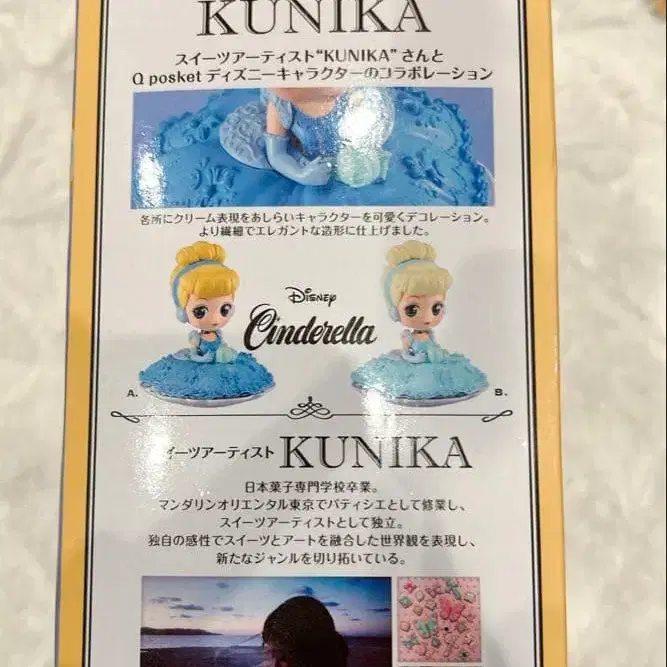 KUNIKA
スイーツアーティスト“KUNIKA”さんと
Q posket ディズニーキャラクターのコラボレーション
各所にクリーム表現をあしらいキャラクターを可愛くデコレーション。
より繊細でエレガントな造形に仕上げました。
Disney
Cinderella
A.
B.
イーツアーティスト KUNIKA
日本菓子専門学校卒業。
マンダリンオリエンタル東京でパティシエとして修業し、
スイーツアーティストとして独立。
独自の感性でスイーツとアートを融合した世界観を表現し、
新たなジャンルを切り拓いている。